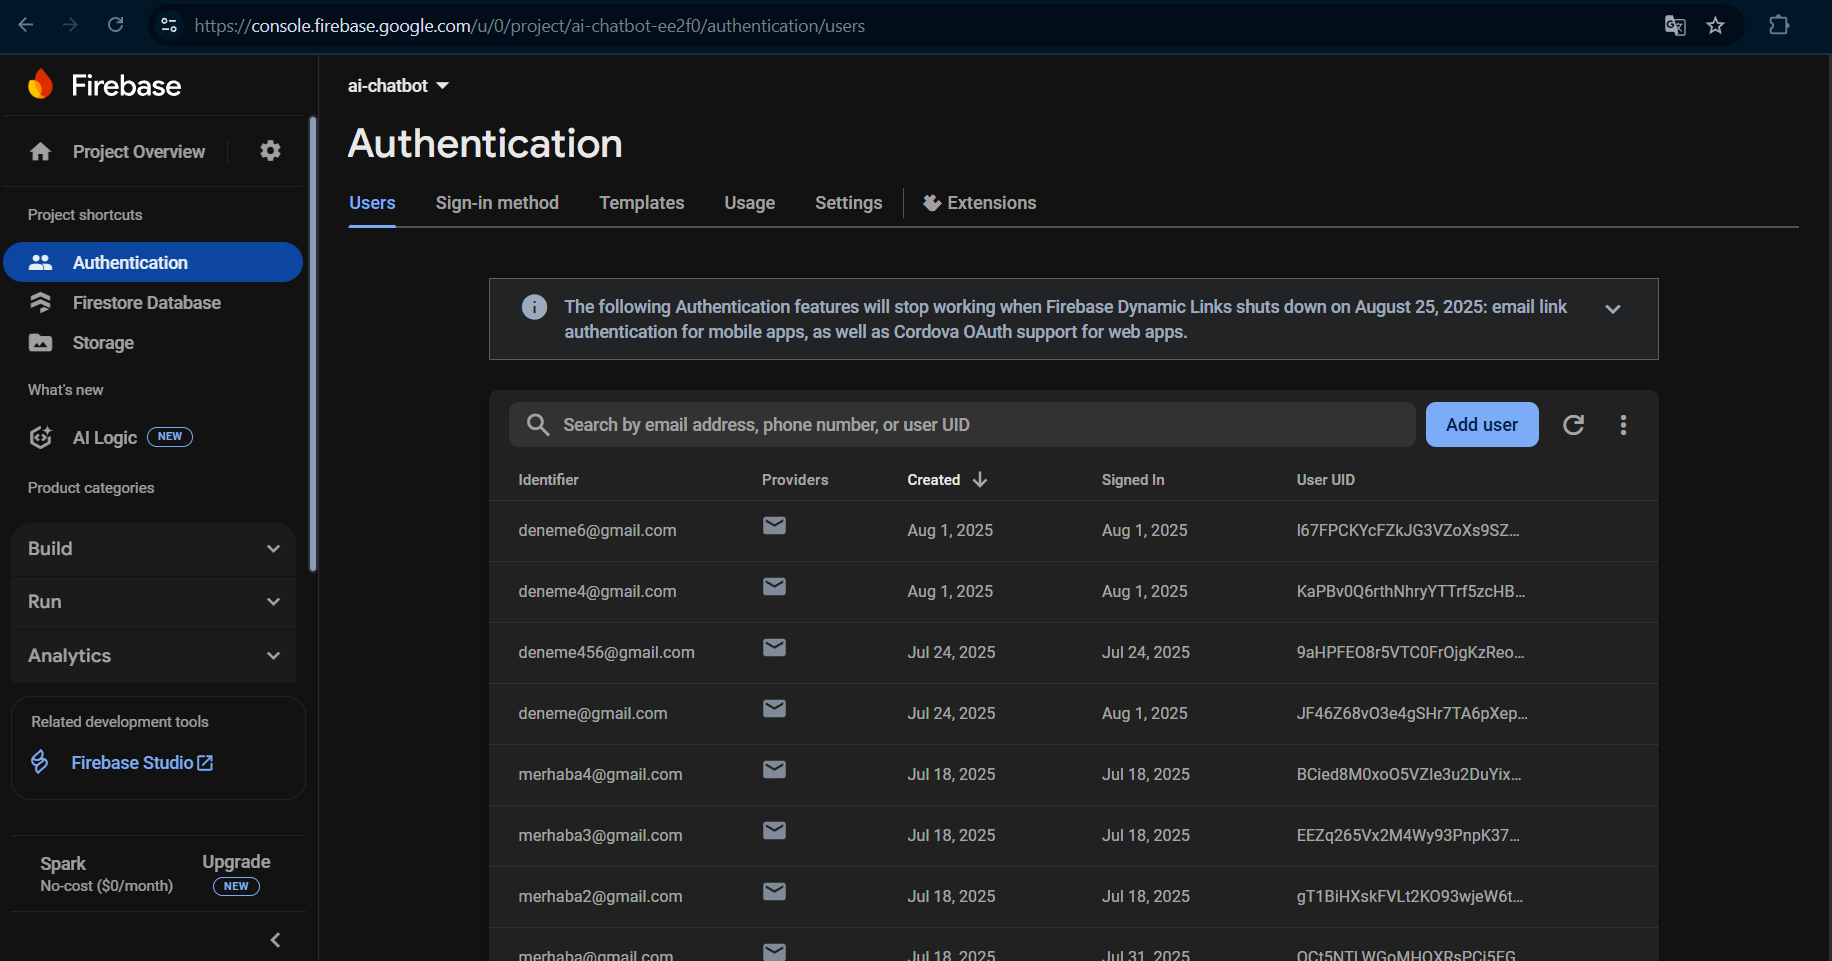 https://console.firebase.google.com/u/0/project/ai-chatbot-ee2f0/authentication/users
Firebase
Project Overview
Project shortcuts
Authentication
Firestore Database
Storage
What's new
AI Logic NEW
Product categories
Build
Run
Analytics
Related development tools
Firebase Studio
Spark
No-cost ($0/month)
Upgrade
NEW
ai-chatbot
Authentication
Users Sign-in method Templates Usage Settings Extensions
The following Authentication features will stop working when Firebase Dynamic Links shuts down on August 25, 2025: email link
authentication for mobile apps, as well as Cordova OAuth support for web apps.
Search by email address, phone number, or user UID Add user
Identifier Providers Created Signed In User UID
deneme6@gmail.com Aug 1, 2025 Aug 1, 2025 I67FPCKYcFZkJG3VZoXs9SZ...
deneme4@gmail.com Aug 1, 2025 Aug 1, 2025 KaPBv0Q6rthNhryYTTrf5zcHB...
deneme456@gmail.com Jul 24, 2025 Jul 24, 2025 9aHPFEO8r5VTC0FrOjgKzReo...
deneme@gmail.com Jul 24, 2025 Aug 1, 2025 JF46Z68vO3e4gSHr7TA6pXep...
merhaba4@gmail.com Jul 18, 2025 Jul 18, 2025 BCied8M0xoO5VZIe3u2DuYix...
merhaba3@gmail.com Jul 18, 2025 Jul 18, 2025 EEZq265Vx2M4Wy93PnpK37...
merhaba2@gmail.com Jul 18, 2025 Jul 18, 2025 gT1BiHXskFVLt2KO93wjeW6t...
merhaba@gmail.com Jul 18, 2025 Jul 31, 2025